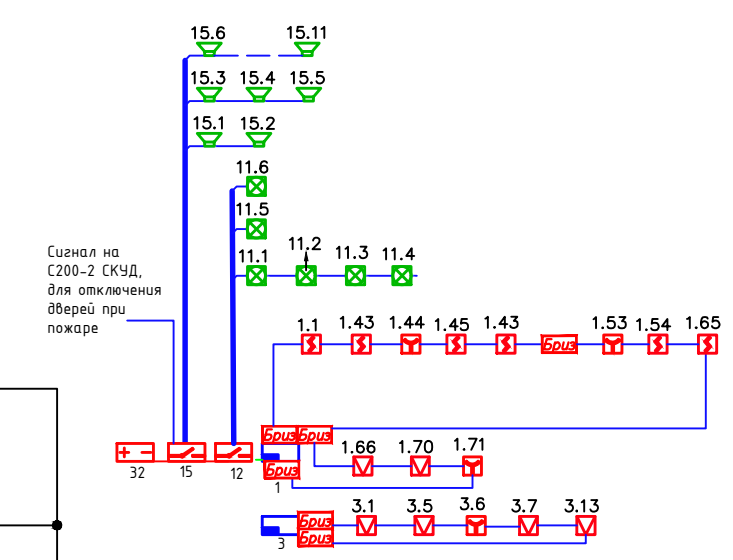 15.6 15.11
15.3 15.4 15.5
15.1 15.2
11.6
11.5
11.1 11.2 11.3 11.4
Сигнал на
С200-2 СКУД,
для отключения
дверей при
пожаре
1.1 1.43 1.44 1.45 1.43 1.53 1.54 1.65
Бриз
Бриз Бриз
1.66 1.70 1.71
Бриз
32 15 12 1
3.1 3.5 3.6 3.7 3.13
Бриз
Бриз
3